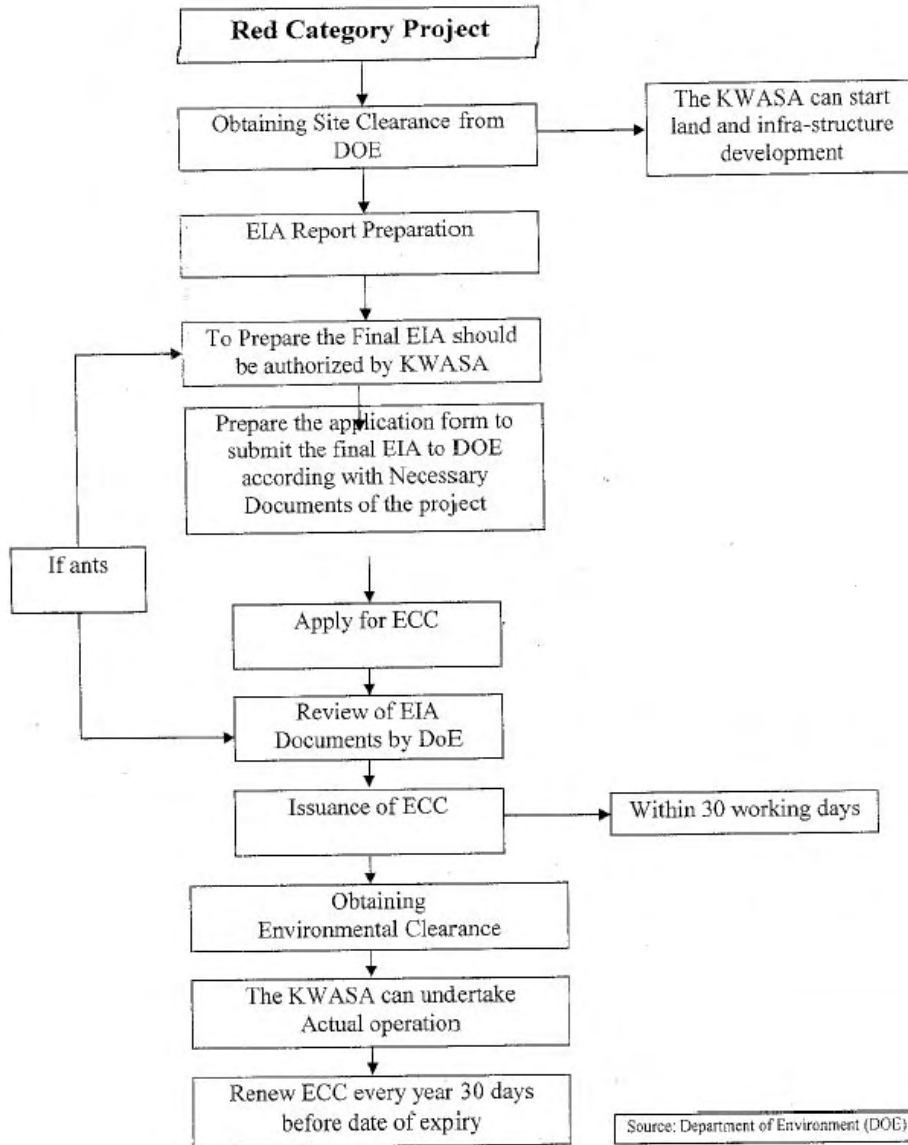 Red Category Project
Obtaining Site Clearance from
DOE
The KWASA can start
land and infra-structure
development
EIA Report Preparation
To Prepare the Final EIA should
be authorized by KWASA
Prepare the application form to
submit the final EIA to DOE
according with Necessary
Documents of the project
If ants
Apply for ECC
Review of EIA
Documents by DoE
Issuance of ECC
Within 30 working days
Obtaining
Environmental Clearance
The KWASA can undertake
Actual operation
Renew ECC every year 30 days
before date of expiry
Source: Department of Environment (DOE)